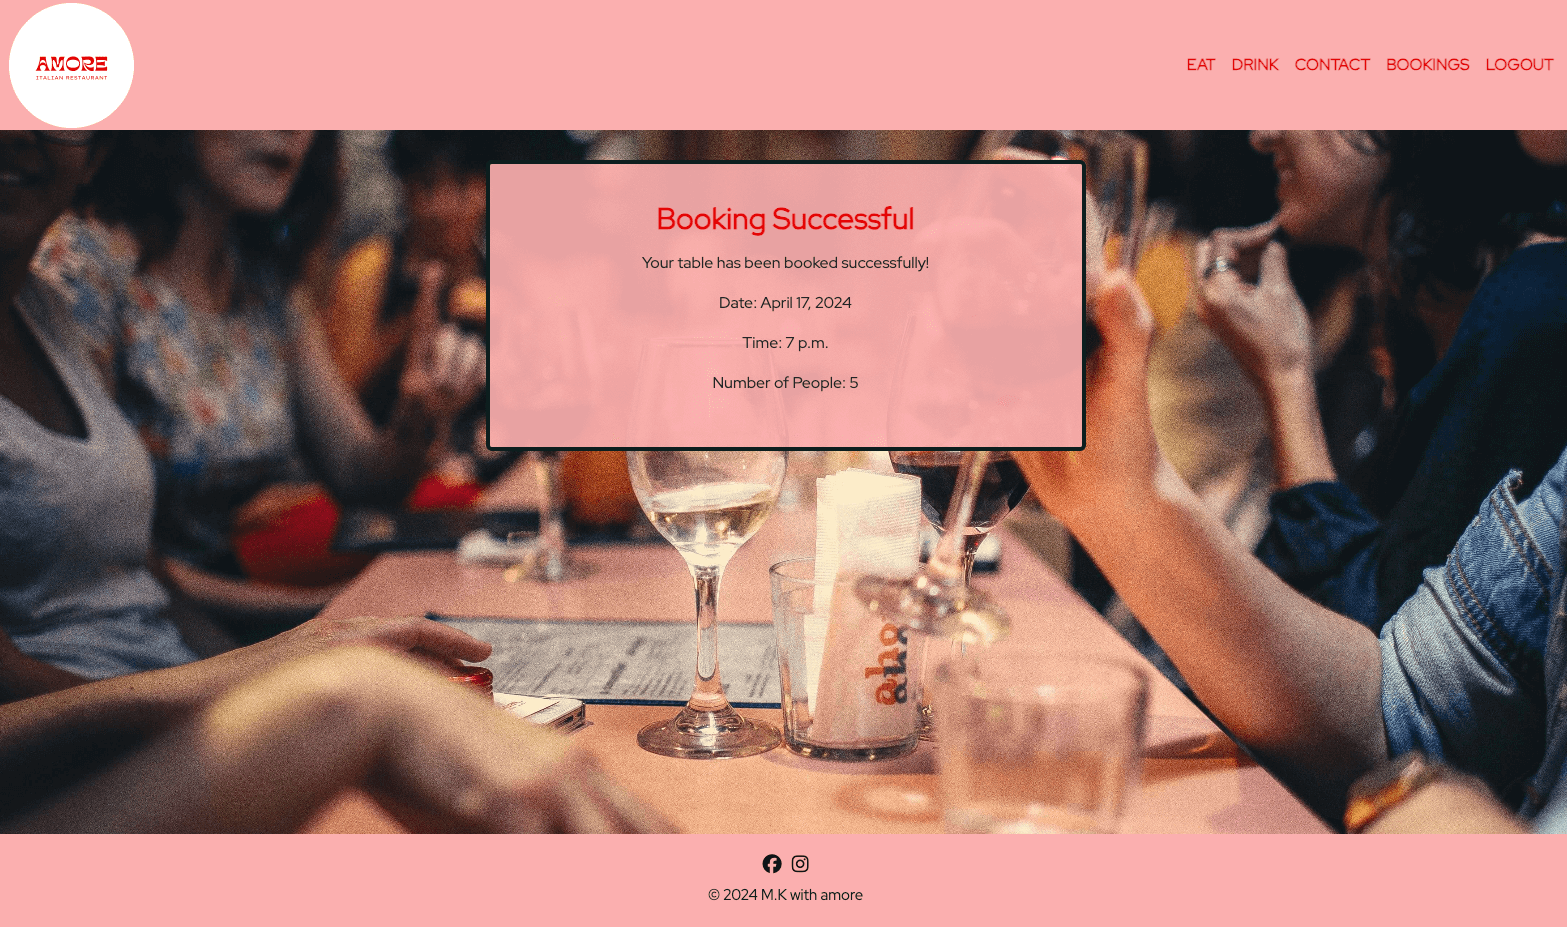 AMORE
ITALIAN RESTAURANT
EAT DRINK CONTACT BOOKINGS LOGOUT
Booking Successful
Your table has been booked successfully!
Date: April 17, 2024
Time: 7 p.m.
Number of People: 5
© 2024 M.K with amore